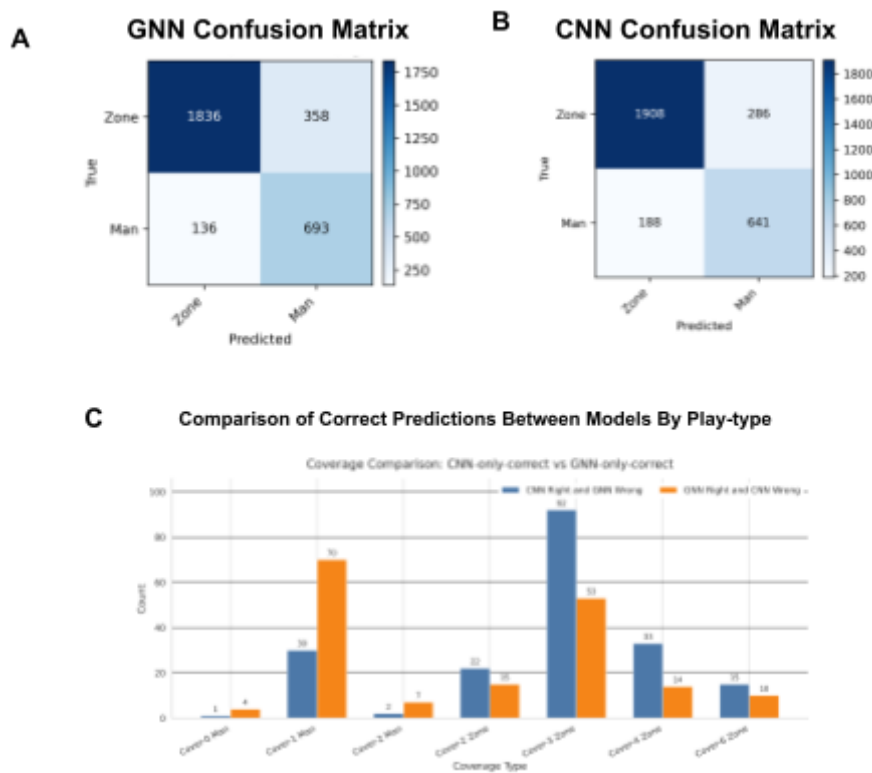 A
GNN Confusion Matrix
Zone
1836
358
True
Man
136
693
Zone
Man
Predicted
1750
1500
1250
1000
750
500
250
B
CNN Confusion Matrix
Zone
1908
286
True
Man
188
641
Zone
Man
Predicted
1800
1600
1400
1200
1000
800
600
400
200
C
Comparison of Correct Predictions Between Models By Play-type
Coverage Comparison: CNN-only-correct vs GNN-only-correct
CNN Right and GNN Wrong
GNN Right and CNN Wrong
Count
100
80
60
40
20
0
1
4
30
70
2
7
22
15
92
53
33
14
15
10
Cover-0 Man
Cover-1 Man
Cover-2 Man
Cover-2 Zone
Cover-3 Zone
Cover-4 Zone
Cover-6 Zone
Coverage Type